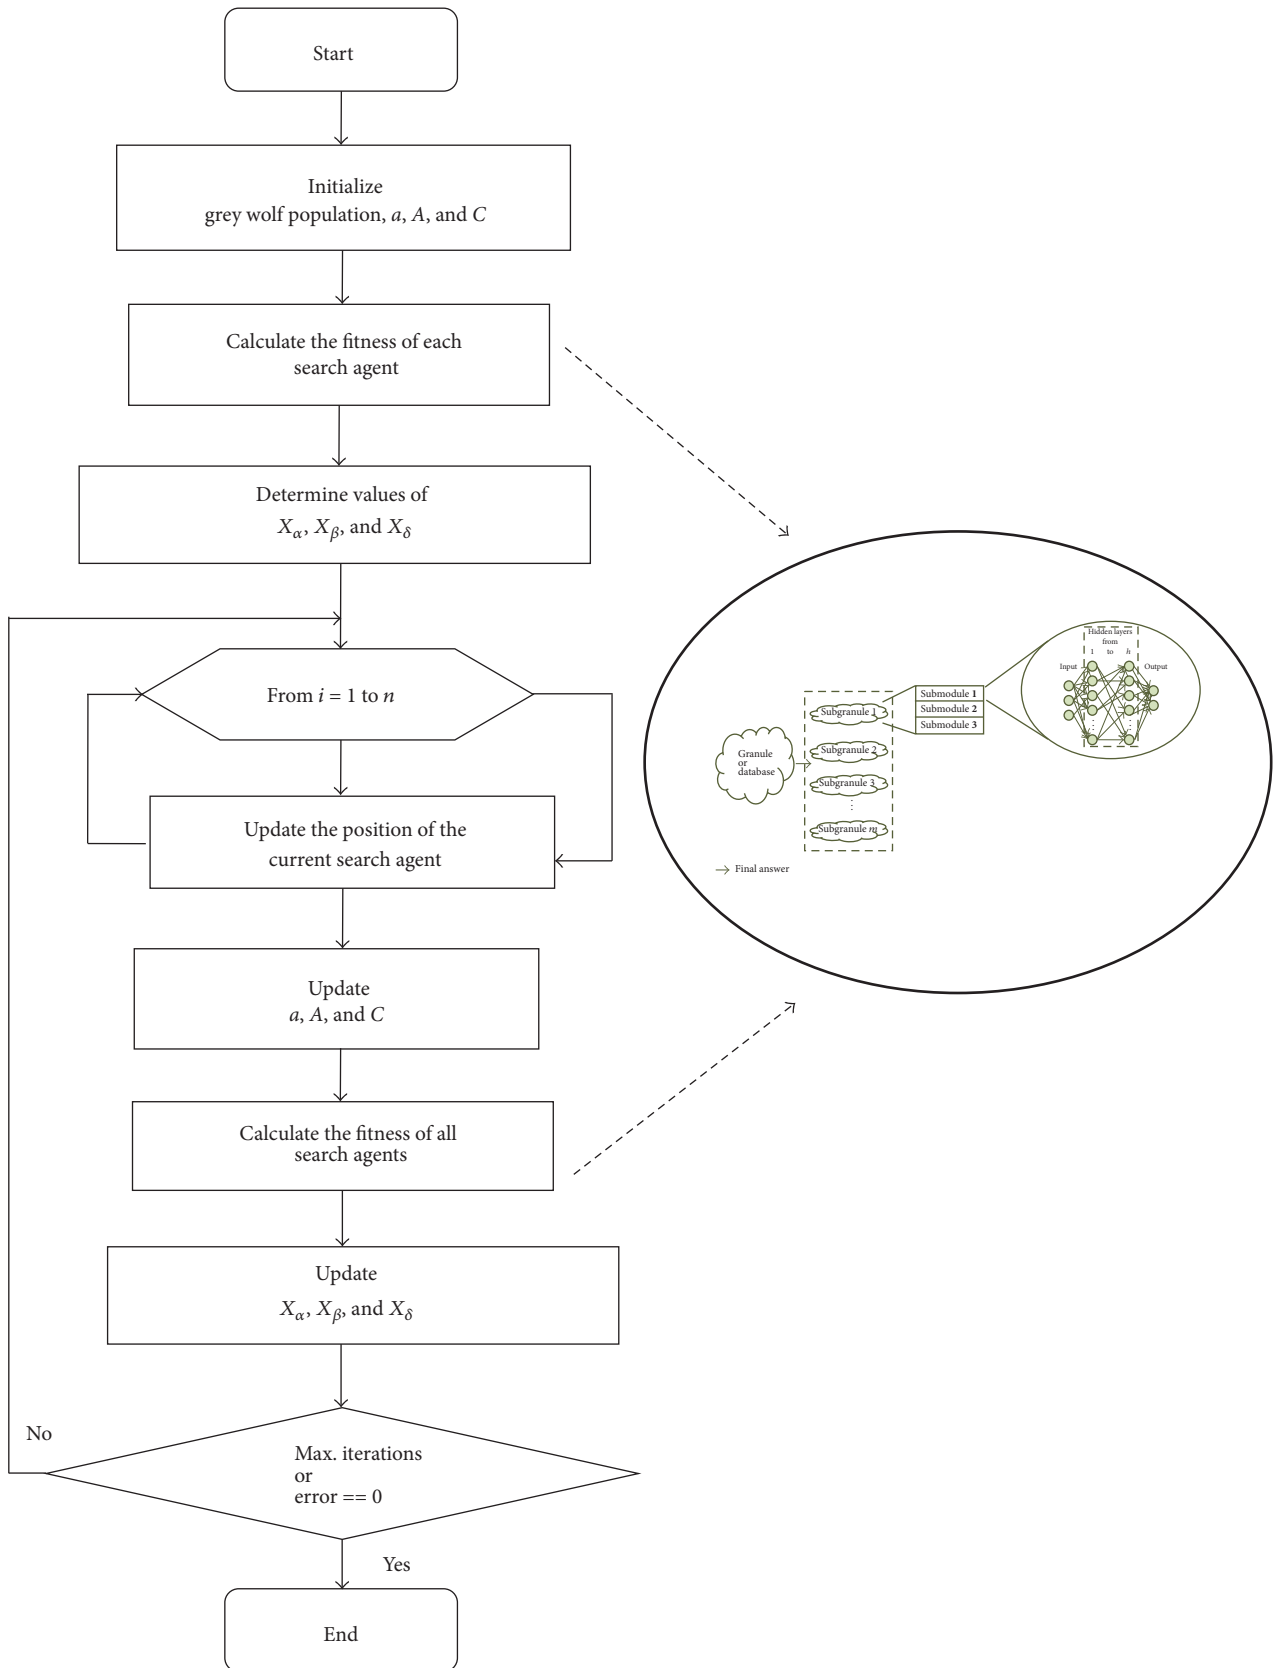 Start
Initialize
grey wolf population, a, A, and C
Calculate the fitness of each
search agent
Determine values of
Xα, Xβ, and Xδ
From i = 1 to n
Update the position of the
current search agent
Update
a, A, and C
Calculate the fitness of all
search agents
Update
Xα, Xβ, and Xδ
No
Max. iterations
or
error == 0
Yes
End
Granule
or
database
Subgranule 1
Subgranule 2
Subgranule 3
⋮
Subgranule m
Submodule 1
Submodule 2
Submodule 3
Hidden layers
from
1 to h
Input
Output
Final answer